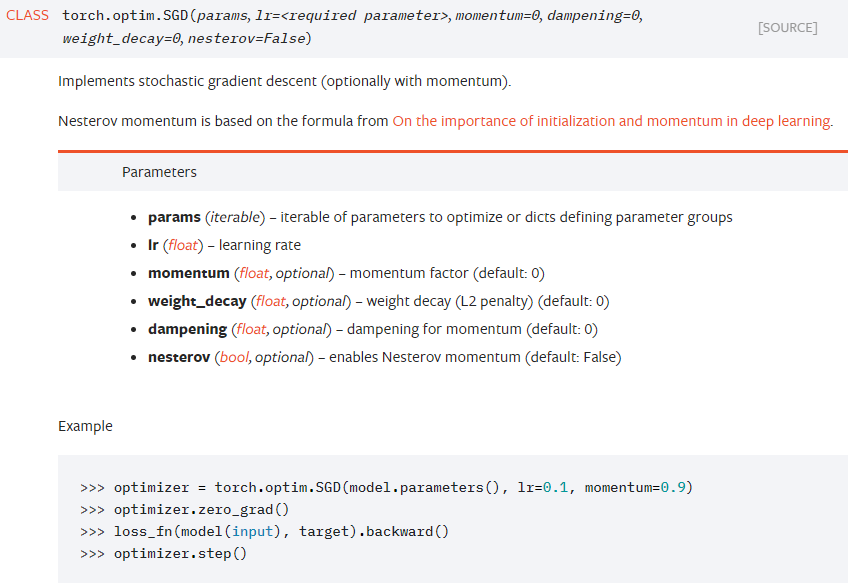 CLASS torch.optim.SGD(params, lr=<required parameter>, momentum=0, dampening=0,
weight_decay=0, nesterov=False)
[SOURCE]
Implements stochastic gradient descent (optionally with momentum).
Nesterov momentum is based on the formula from On the importance of initialization and momentum in deep learning.
Parameters
• params (iterable) – iterable of parameters to optimize or dicts defining parameter groups
• lr (float) – learning rate
• momentum (float, optional) – momentum factor (default: 0)
• weight_decay (float, optional) – weight decay (L2 penalty) (default: 0)
• dampening (float, optional) – dampening for momentum (default: 0)
• nesterov (bool, optional) – enables Nesterov momentum (default: False)
Example
>>> optimizer = torch.optim.SGD(model.parameters(), lr=0.1, momentum=0.9)
>>> optimizer.zero_grad()
>>> loss_fn(model(input), target).backward()
>>> optimizer.step()